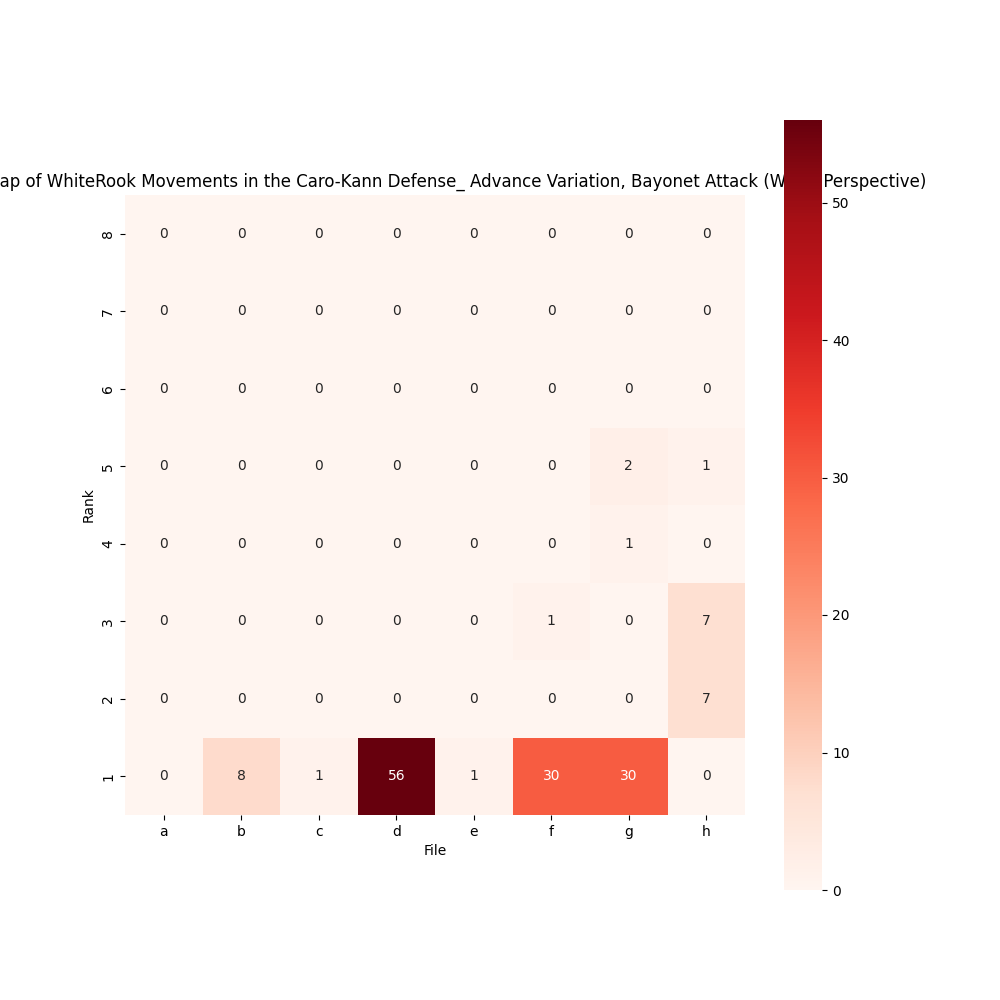 ap of WhiteRook Movements in the Caro-Kann Defense_ Advance Variation, Bayonet Attack (W Perspective)
50
8 0 0 0 0 0 0 0 0
7 0 0 0 0 0 0 0 0
40
6 0 0 0 0 0 0 0 0
5 0 0 0 0 0 0 2 1
30
Rank
4 0 0 0 0 0 0 1 0
20
3 0 0 0 0 0 1 0 7
2 0 0 0 0 0 0 0 7
10
1 0 8 1 56 1 30 30 0
a b c d e f g h
File
0